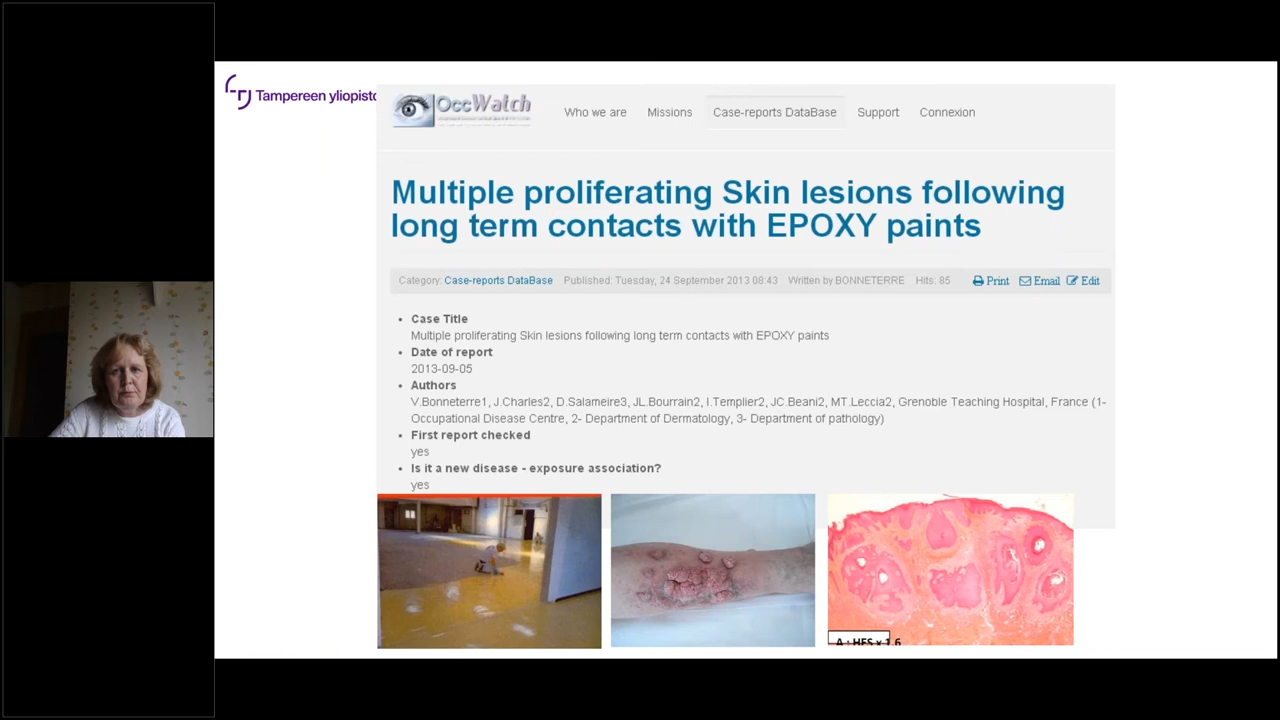 Tampereen yliopisto
OccWatch
Who we are Missions Case-reports DataBase Support Connexion
Multiple proliferating Skin lesions following
long term contacts with EPOXY paints
Category: Case-reports DataBase Published: Tuesday, 24 September 2013 08:43 Written by BONNETERRE Hits: 85 Print Email Edit
• Case Title
Multiple proliferating Skin lesions following long term contacts with EPOXY paints
• Date of report
2013-09-05
• Authors
V.Bonneterre1, J.Charles2, D.Salameire3, JL.Bourrain2, I.Templier2, JC.Beani2, MT.Leccia2, Grenoble Teaching Hospital, France (1-
Occupational Disease Centre, 2- Department of Dermatology, 3- Department of pathology)
• First report checked
yes
• Is it a new disease - exposure association?
yes
A : HES x 1.6